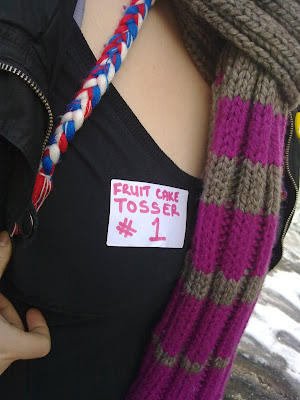 FRUIT CAKE
TOSSER
# 1